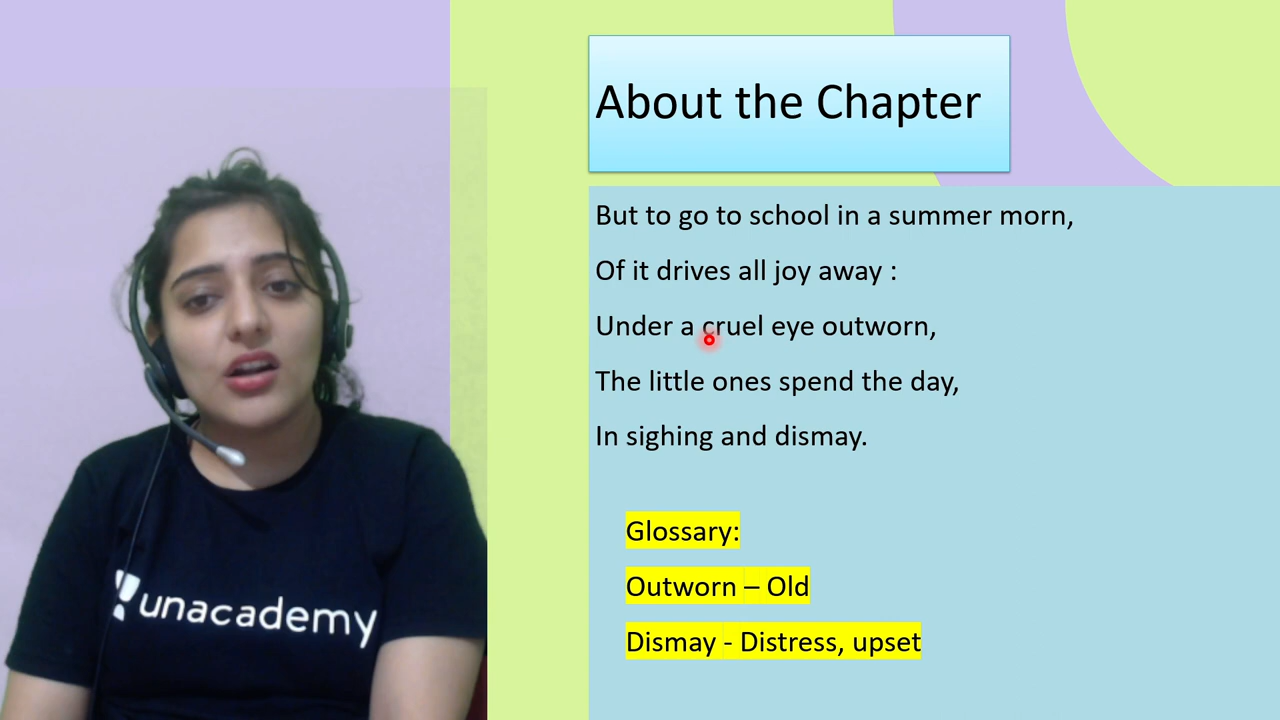 About the Chapter
But to go to school in a summer morn,
Of it drives all joy away :
Under a cruel eye outworn,
The little ones spend the day,
In sighing and dismay.
Glossary:
Outworn – Old
Dismay - Distress, upset
unacademy